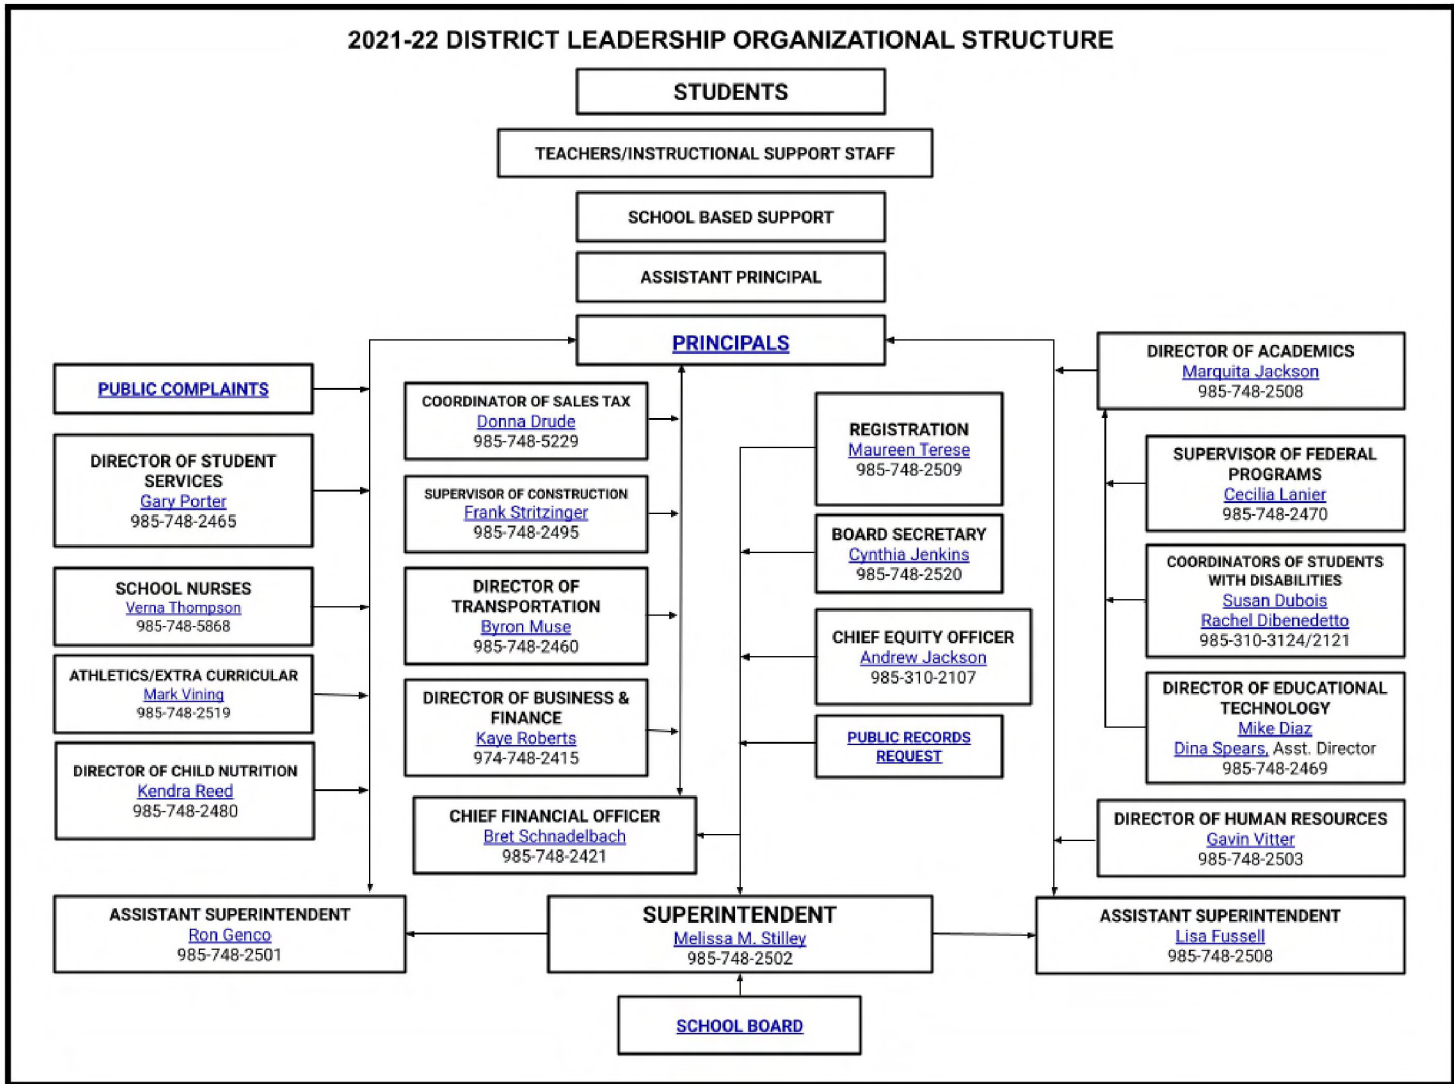 2021-22 DISTRICT LEADERSHIP ORGANIZATIONAL STRUCTURE
STUDENTS
TEACHERS/INSTRUCTIONAL SUPPORT STAFF
SCHOOL BASED SUPPORT
ASSISTANT PRINCIPAL
PRINCIPALS
PUBLIC COMPLAINTS
DIRECTOR OF STUDENT
SERVICES
Gary Porter
985-748-2465
SCHOOL NURSES
Verna Thompson
985-748-5868
ATHLETICS/EXTRA CURRICULAR
Mark Vining
985-748-2519
DIRECTOR OF CHILD NUTRITION
Kendra Reed
985-748-2480
COORDINATOR OF SALES TAX
Donna Drude
985-748-5229
SUPERVISOR OF CONSTRUCTION
Frank Stritzinger
985-748-2495
DIRECTOR OF
TRANSPORTATION
Byron Muse
985-748-2460
DIRECTOR OF BUSINESS &
FINANCE
Kaye Roberts
974-748-2415
CHIEF FINANCIAL OFFICER
Bret Schnadelbach
985-748-2421
REGISTRATION
Maureen Terese
985-748-2509
BOARD SECRETARY
Cynthia Jenkins
985-748-2520
CHIEF EQUITY OFFICER
Andrew Jackson
985-310-2107
PUBLIC RECORDS
REQUEST
DIRECTOR OF ACADEMICS
Marquita Jackson
985-748-2508
SUPERVISOR OF FEDERAL
PROGRAMS
Cecilia Lanier
985-748-2470
COORDINATORS OF STUDENTS
WITH DISABILITIES
Susan Dubois
Rachel Dibenedetto
985-310-3124/2121
DIRECTOR OF EDUCATIONAL
TECHNOLOGY
Mike Diaz
Dina Spears, Asst. Director
985-748-2469
DIRECTOR OF HUMAN RESOURCES
Gavin Vitter
985-748-2503
ASSISTANT SUPERINTENDENT
Ron Genco
985-748-2501
SUPERINTENDENT
Melissa M. Stilley
985-748-2502
ASSISTANT SUPERINTENDENT
Lisa Fussell
985-748-2508
SCHOOL BOARD